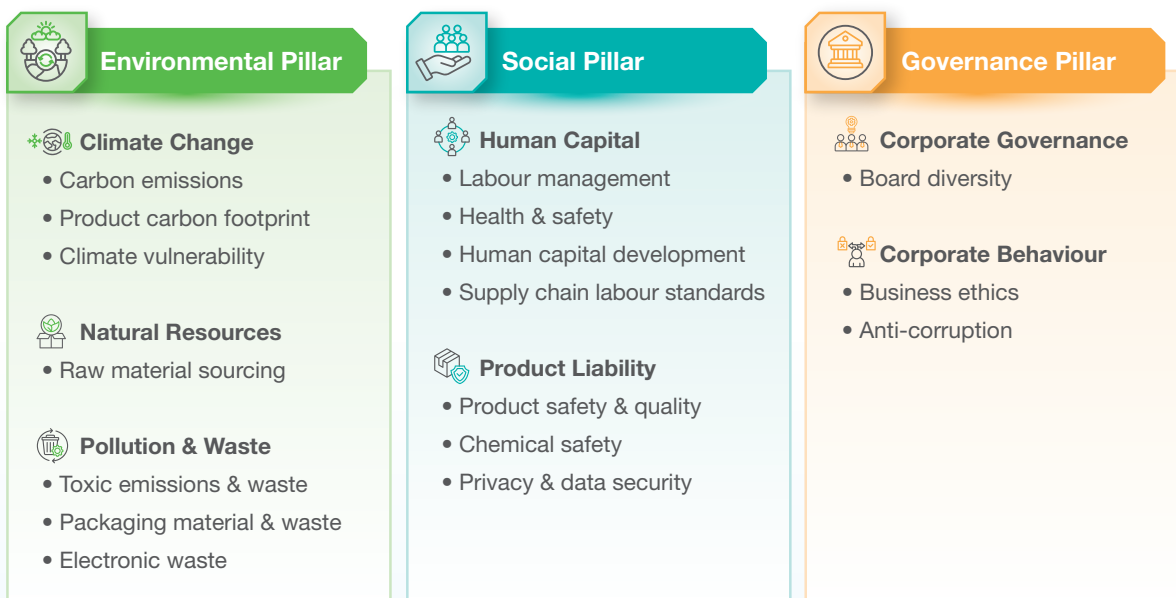 Environmental Pillar
Climate Change
• Carbon emissions
• Product carbon footprint
• Climate vulnerability
Natural Resources
• Raw material sourcing
Pollution & Waste
• Toxic emissions & waste
• Packaging material & waste
• Electronic waste
Social Pillar
Human Capital
• Labour management
• Health & safety
• Human capital development
• Supply chain labour standards
Product Liability
• Product safety & quality
• Chemical safety
• Privacy & data security
Governance Pillar
Corporate Governance
• Board diversity
Corporate Behaviour
• Business ethics
• Anti-corruption